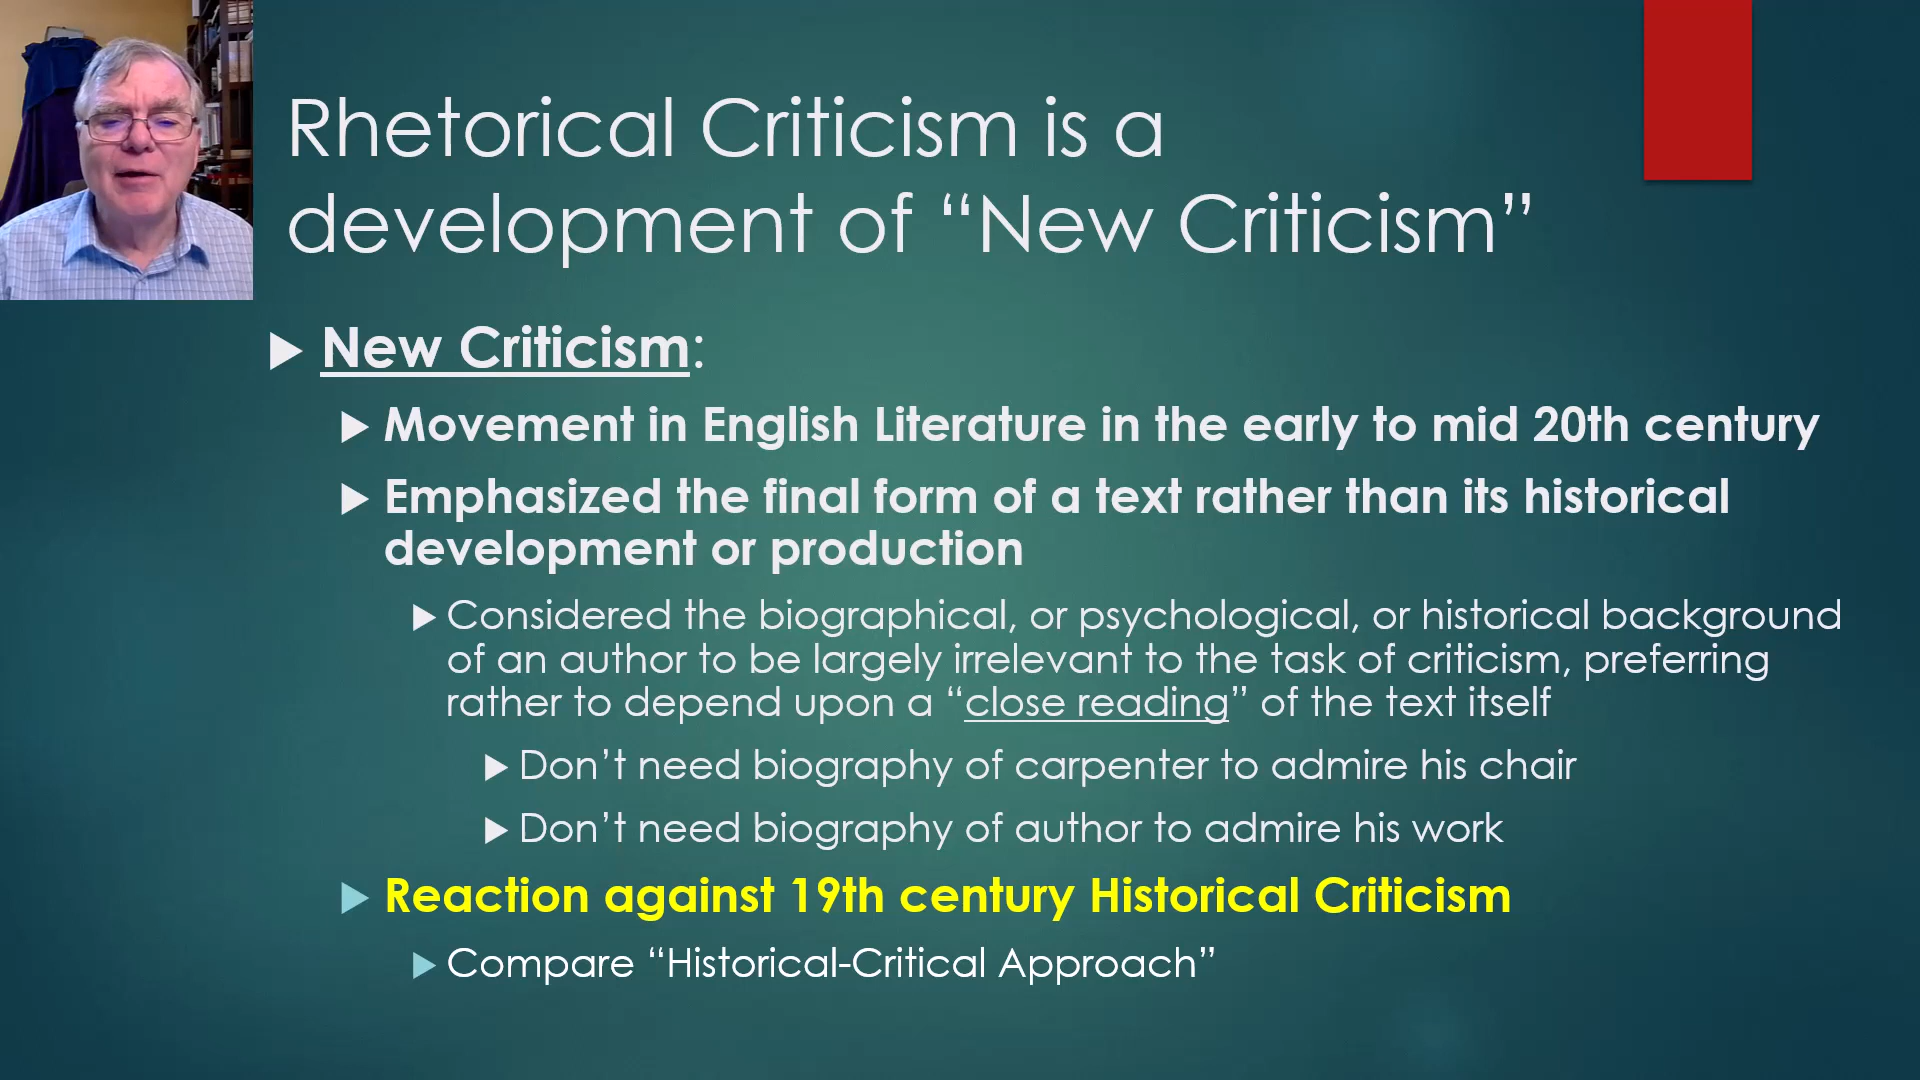 Rhetorical Criticism is a
development of “New Criticism”
New Criticism:
Movement in English Literature in the early to mid 20th century
Emphasized the final form of a text rather than its historical
development or production
Considered the biographical, or psychological, or historical background
of an author to be largely irrelevant to the task of criticism, preferring
rather to depend upon a “close reading” of the text itself
Don’t need biography of carpenter to admire his chair
Don’t need biography of author to admire his work
Reaction against 19th century Historical Criticism
Compare “Historical-Critical Approach”